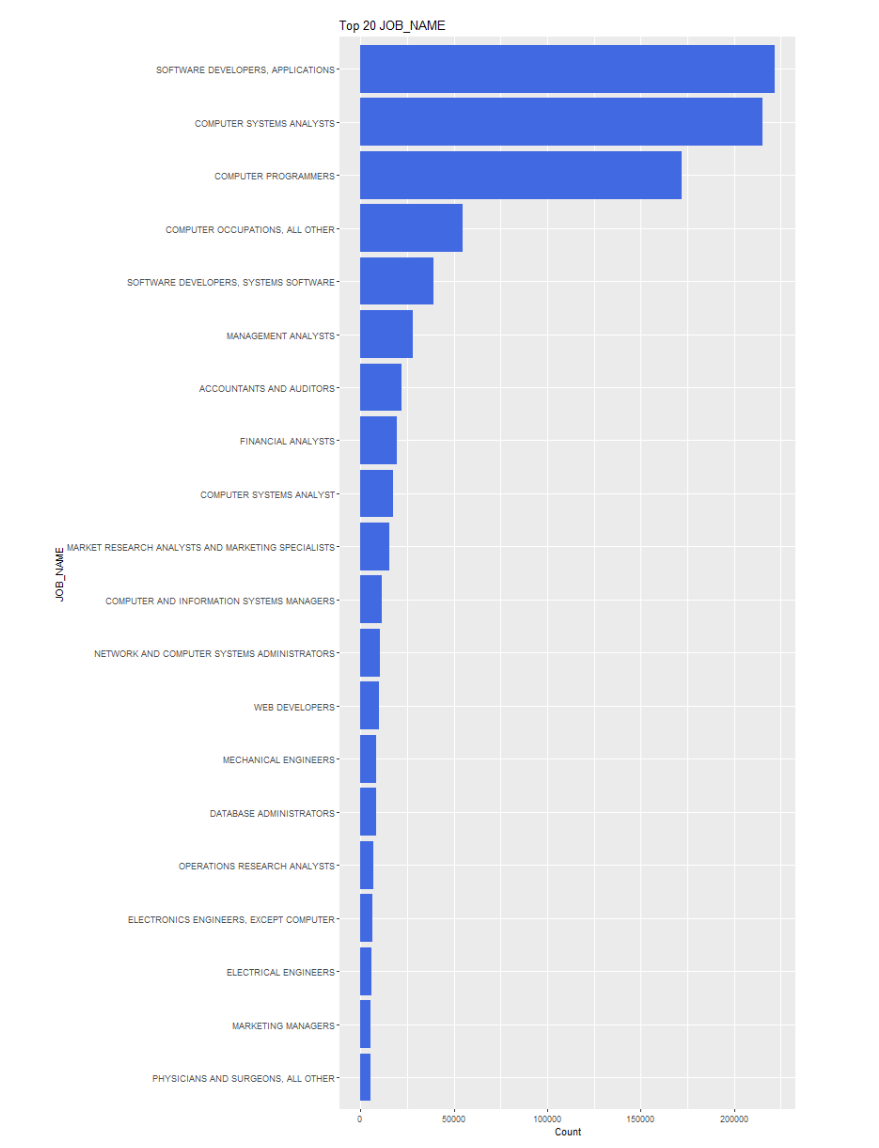 Top 20 JOB_NAME
SOFTWARE DEVELOPERS, APPLICATIONS
COMPUTER SYSTEMS ANALYSTS
COMPUTER PROGRAMMERS
COMPUTER OCCUPATIONS, ALL OTHER
SOFTWARE DEVELOPERS, SYSTEMS SOFTWARE
MANAGEMENT ANALYSTS
ACCOUNTANTS AND AUDITORS
FINANCIAL ANALYSTS
COMPUTER SYSTEMS ANALYST
MARKET RESEARCH ANALYSTS AND MARKETING SPECIALISTS
JOB_NAME
COMPUTER AND INFORMATION SYSTEMS MANAGERS
NETWORK AND COMPUTER SYSTEMS ADMINISTRATORS
WEB DEVELOPERS
MECHANICAL ENGINEERS
DATABASE ADMINISTRATORS
OPERATIONS RESEARCH ANALYSTS
ELECTRONICS ENGINEERS, EXCEPT COMPUTER
ELECTRICAL ENGINEERS
MARKETING MANAGERS
PHYSICIANS AND SURGEONS, ALL OTHER
0 50000 100000 150000 200000
Count